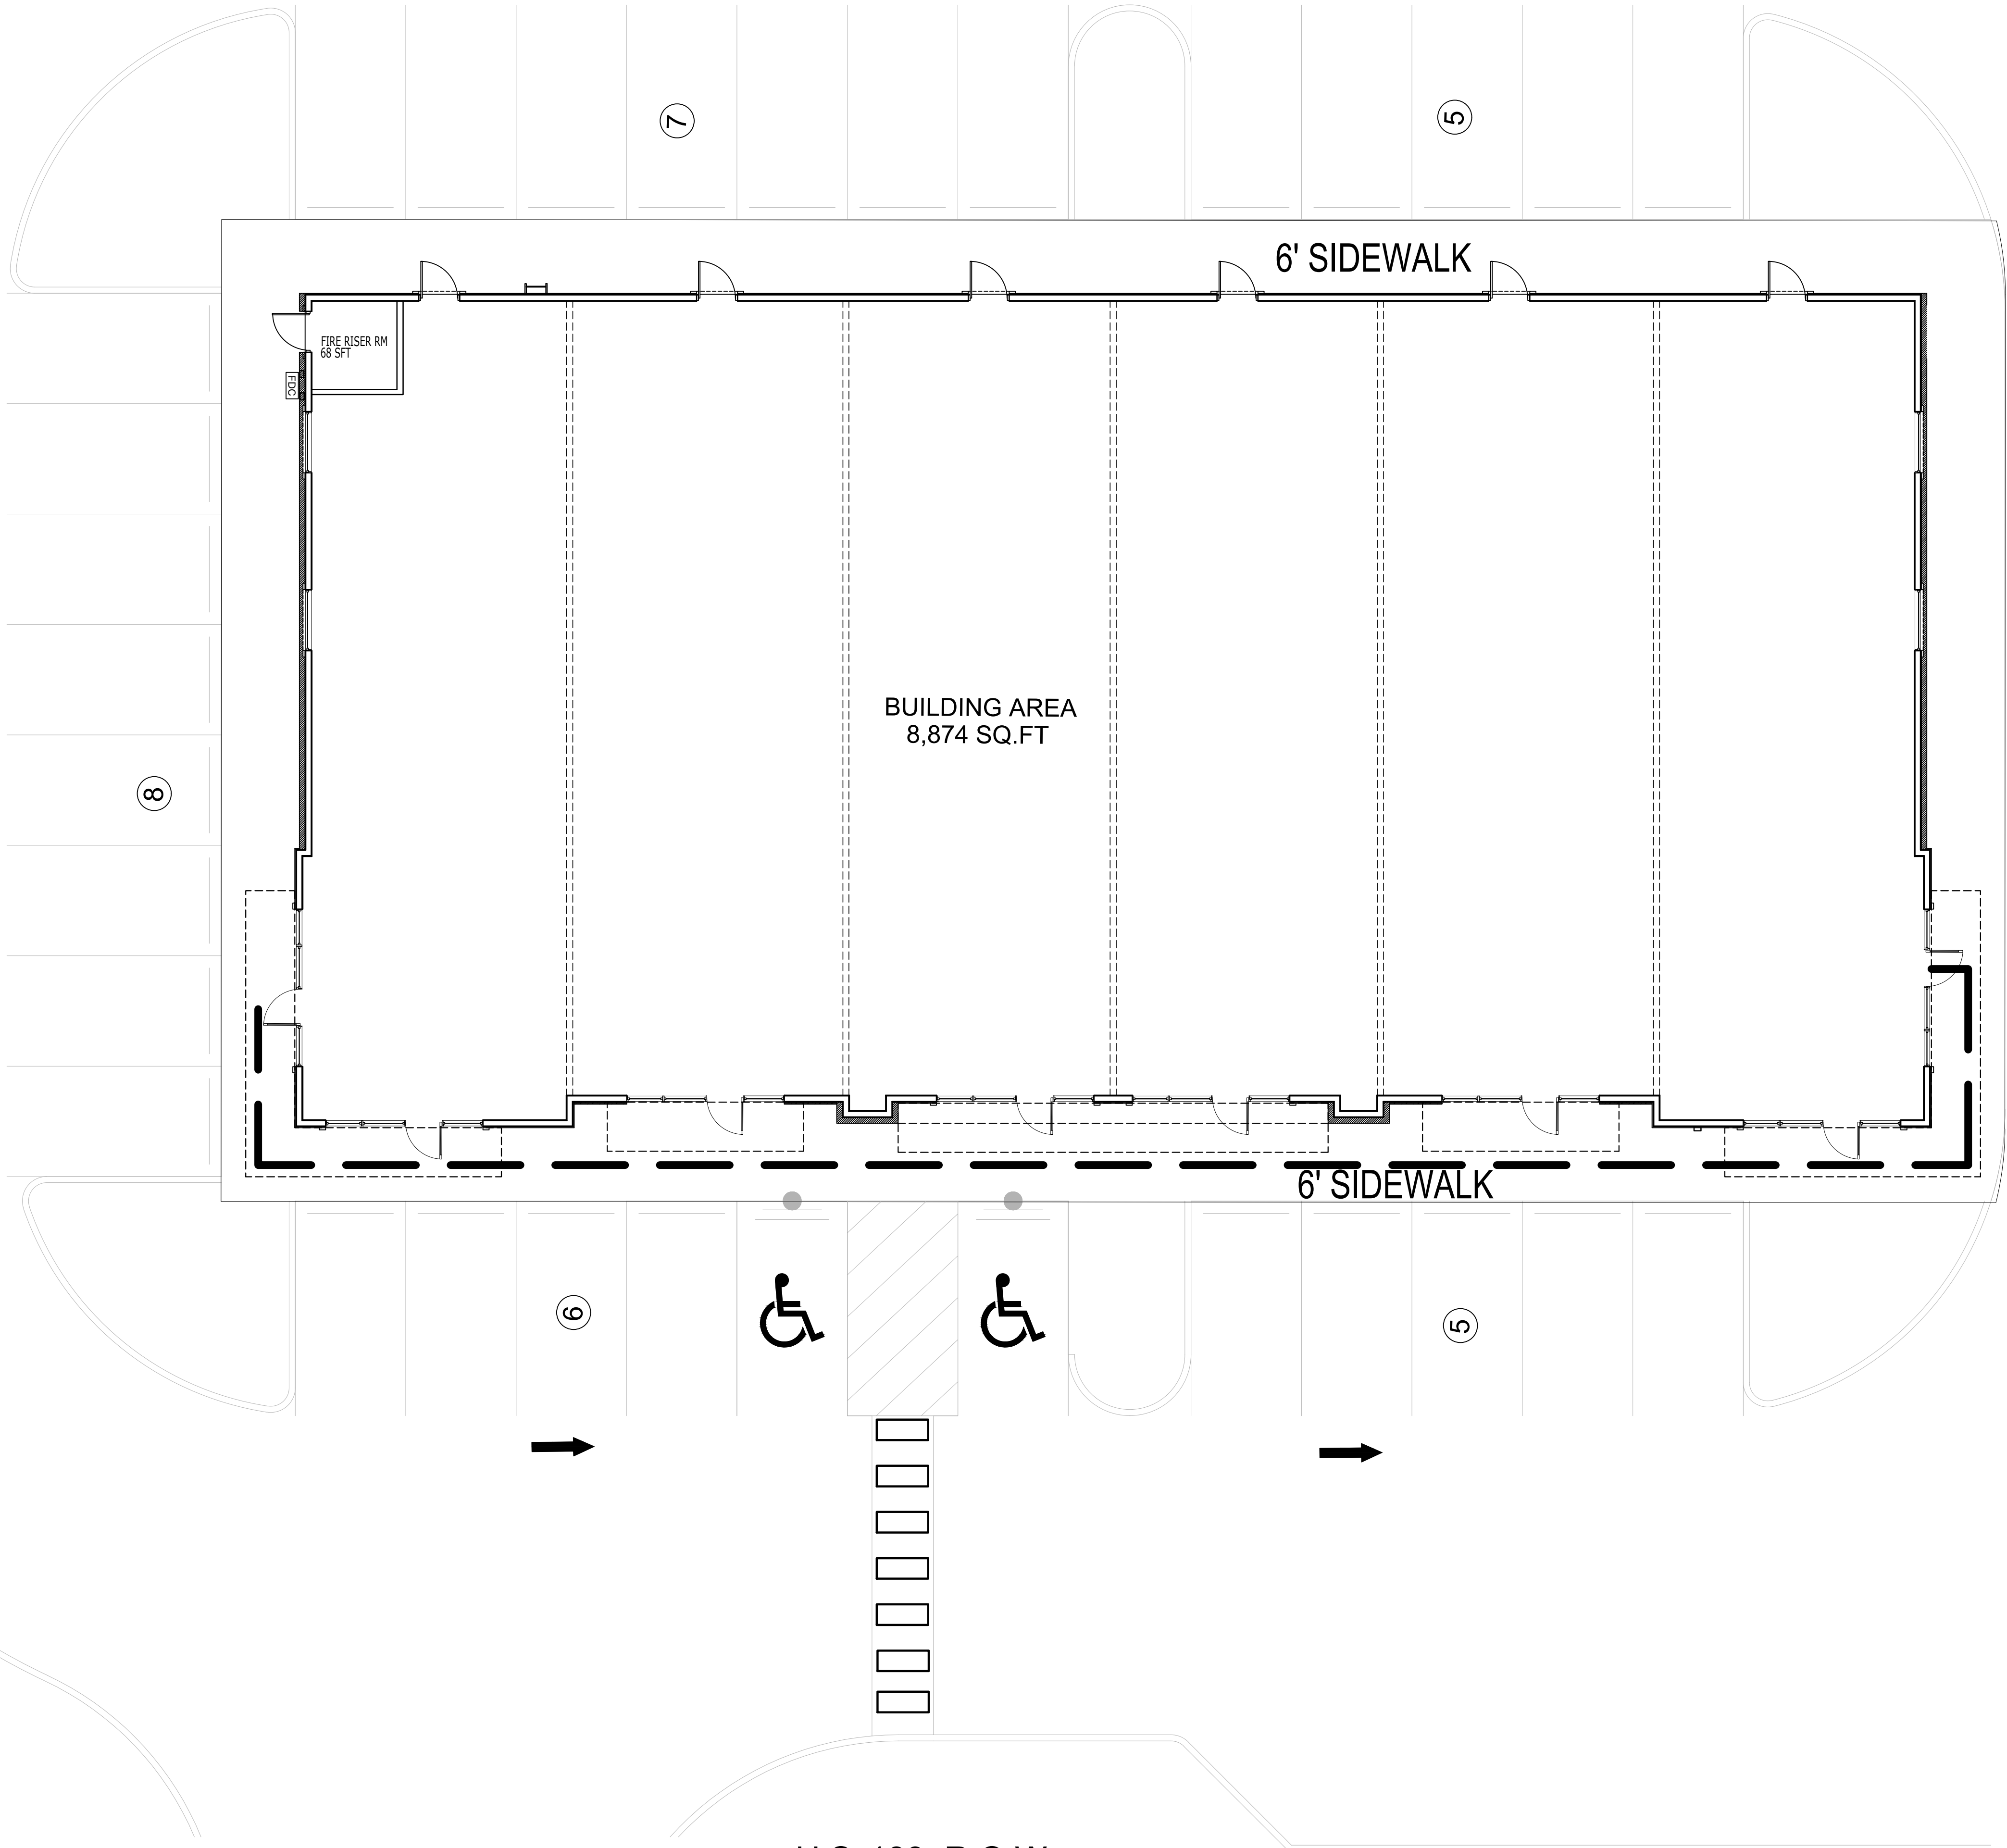 7
5
6' SIDEWALK
FIRE RISER RM
68 SFT
FDC
BUILDING AREA
8,874 SQ.FT
8
6' SIDEWALK
6
5